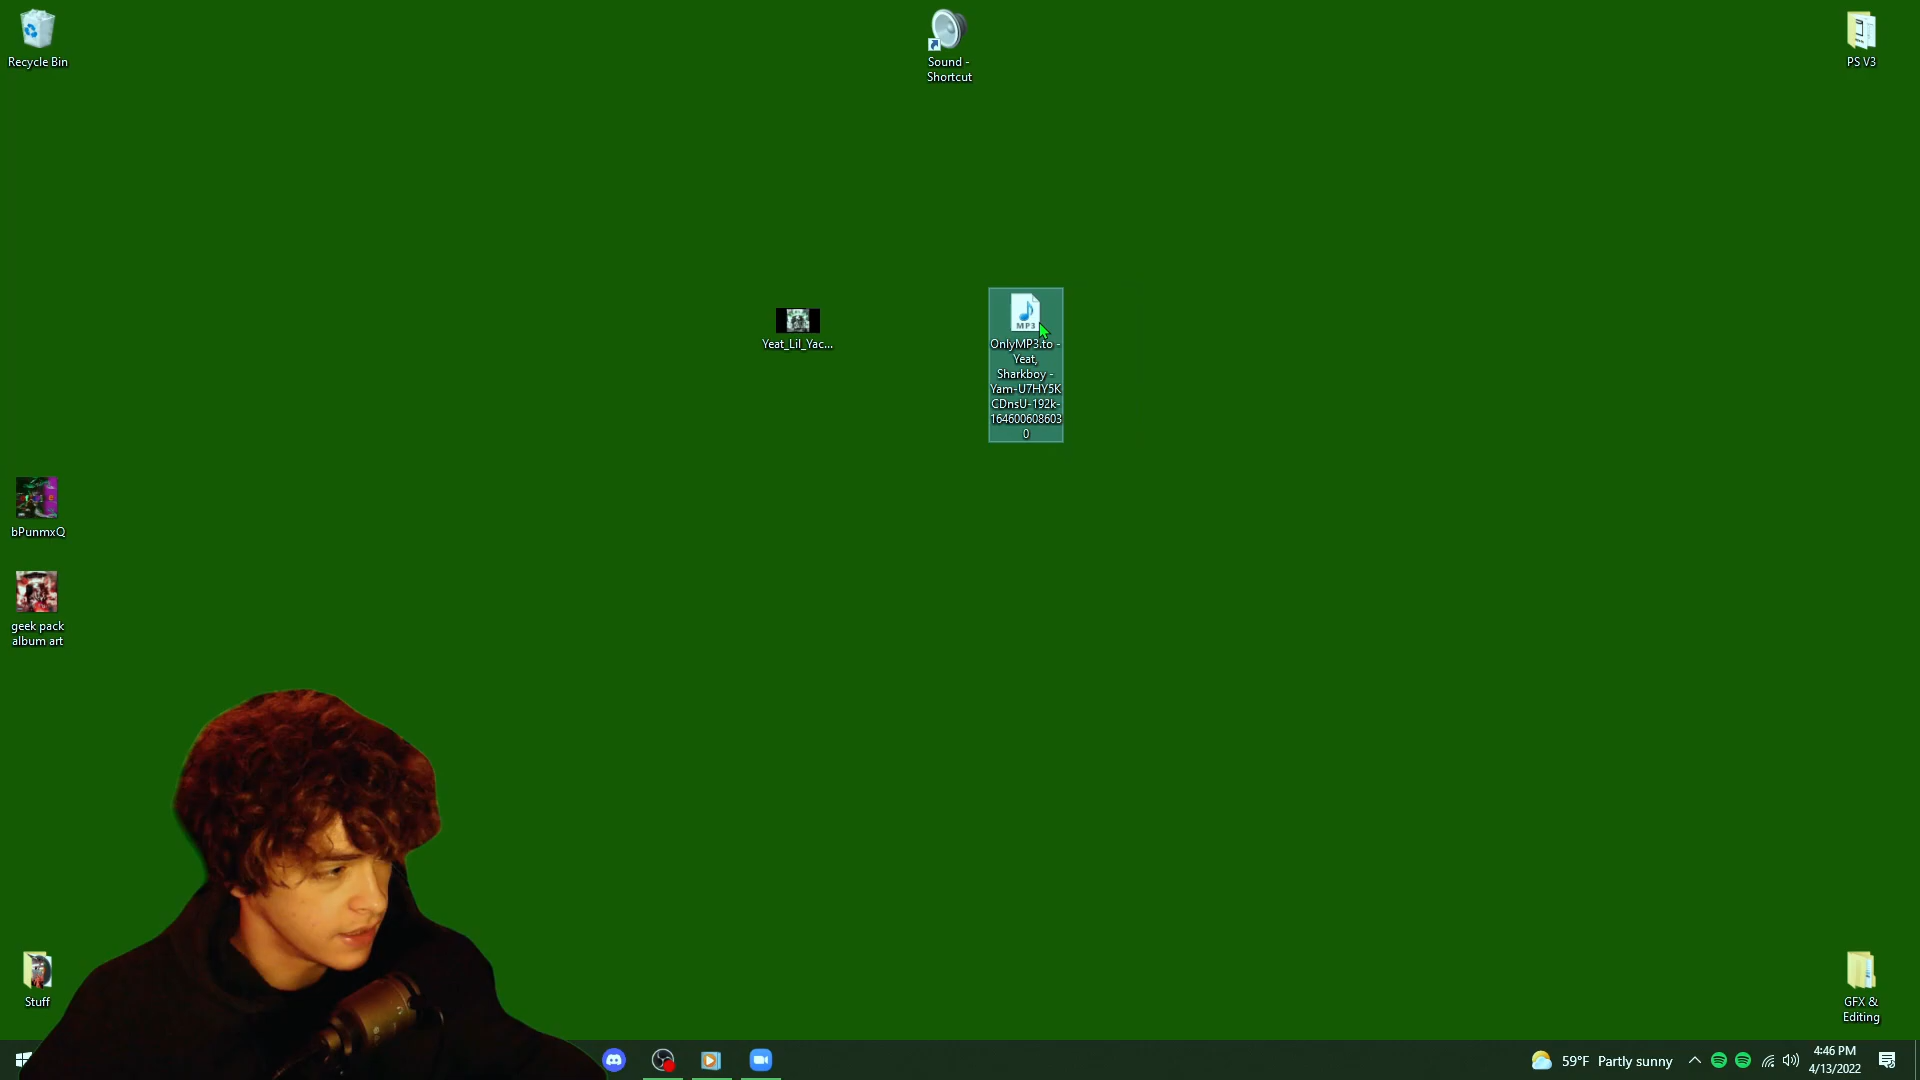 Recycle Bin
Sound -
Shortcut
PS V3
Yeat_Lil_Yac...
MP3
OnlyMP3.to -
Yeat,
Sharkboy -
Yam-U7HY5K
CDnsU-192k-
164600608603
0
bPunmxQ
geek pack
album art
Stuff
GFX &
Editing
59°F Partly sunny
4:46 PM
4/13/2022